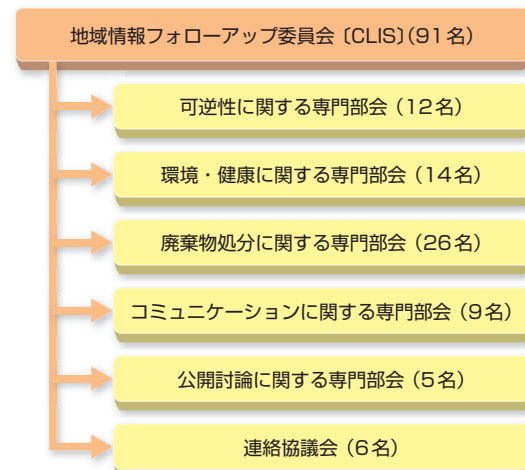 地域情報フォローアップ委員会〔CLIS〕(91名)
可逆性に関する専門部会（12名）
環境・健康に関する専門部会（14名）
廃棄物処分に関する専門部会（26名）
コミュニケーションに関する専門部会（9名）
公開討論に関する専門部会（5名）
連絡協議会（6名）